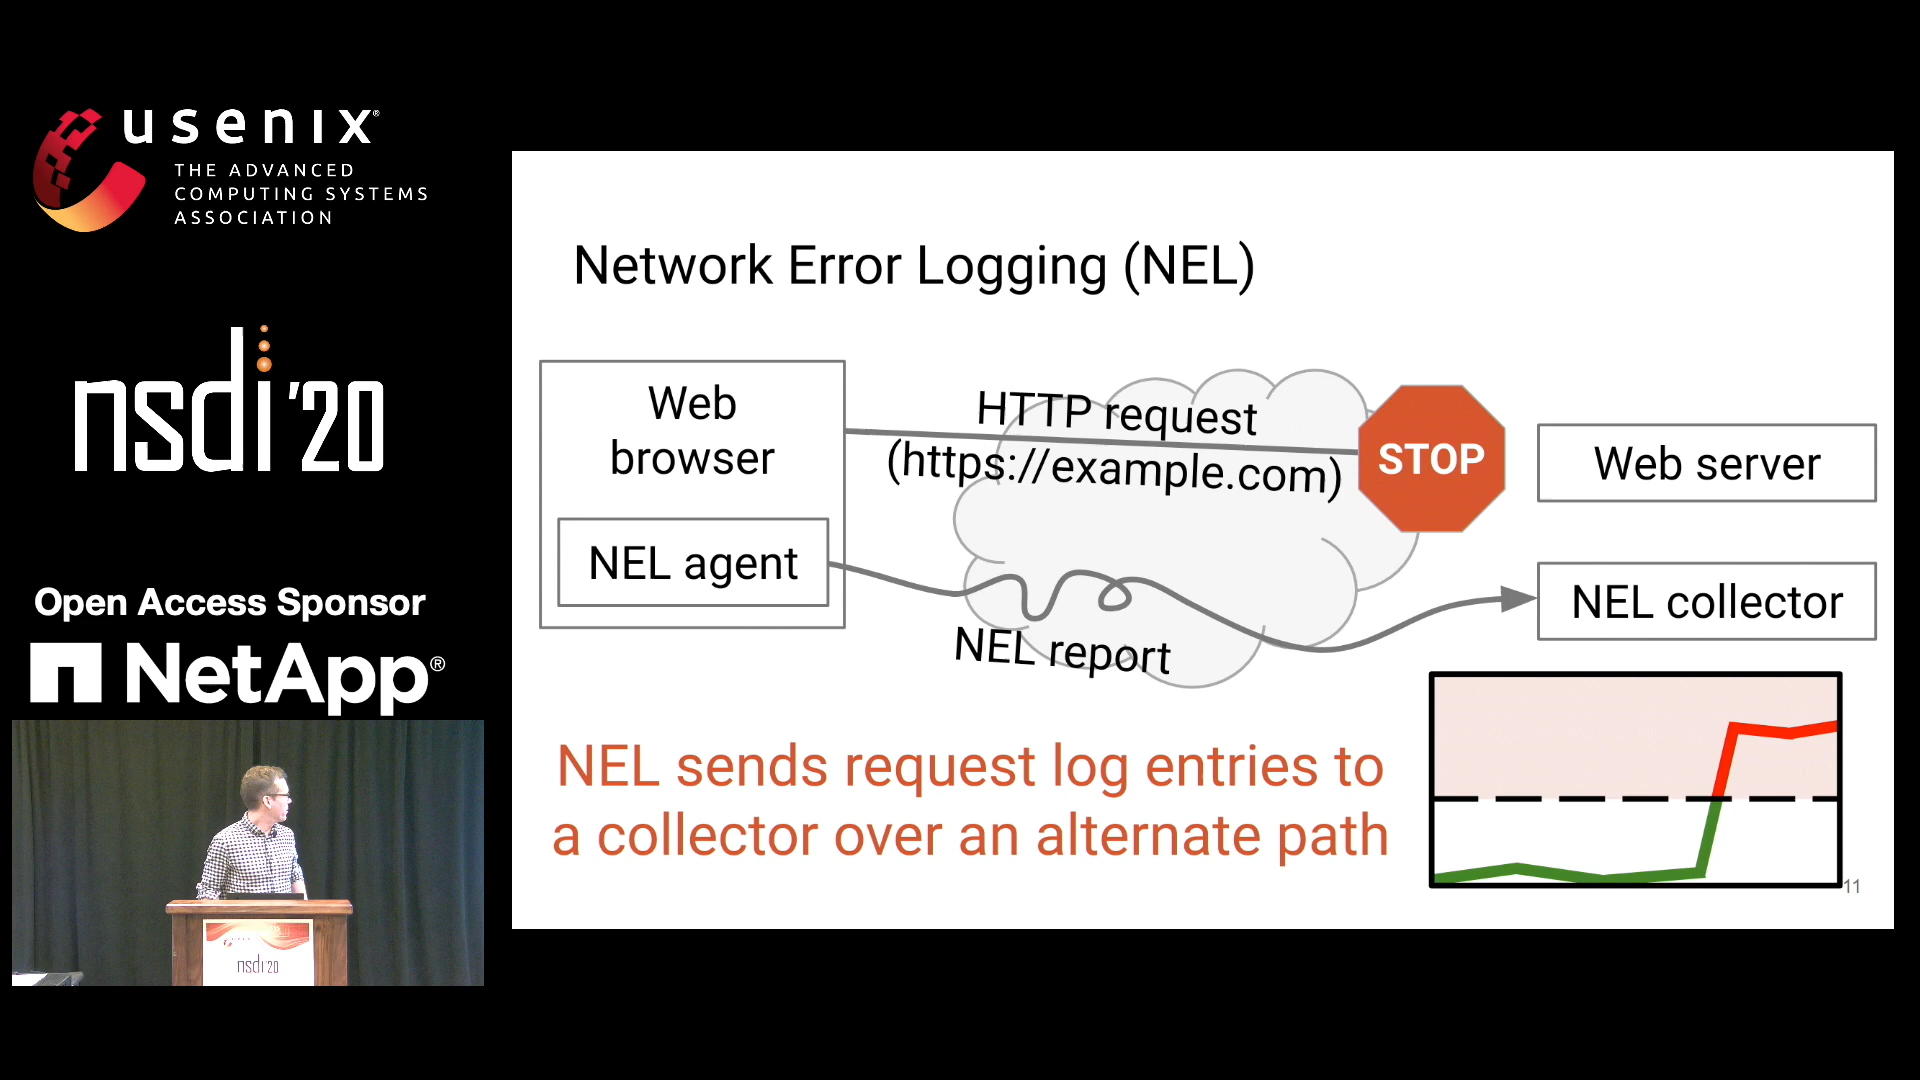 usenix®
THE ADVANCED
COMPUTING SYSTEMS
ASSOCIATION
nsdi'20
Open Access Sponsor
NetApp®
nsdi'20
Network Error Logging (NEL)
Web
browser
NEL agent
HTTP request
(https://example.com)
STOP
Web server
NEL report
NEL collector
NEL sends request log entries to
a collector over an alternate path
11